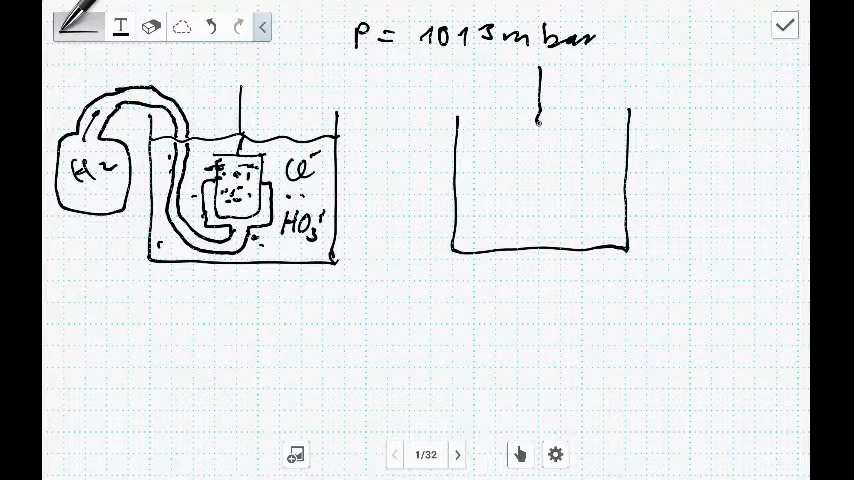 T
P = 1013 mbar
H2
Cl⁻
HO₃
1/32